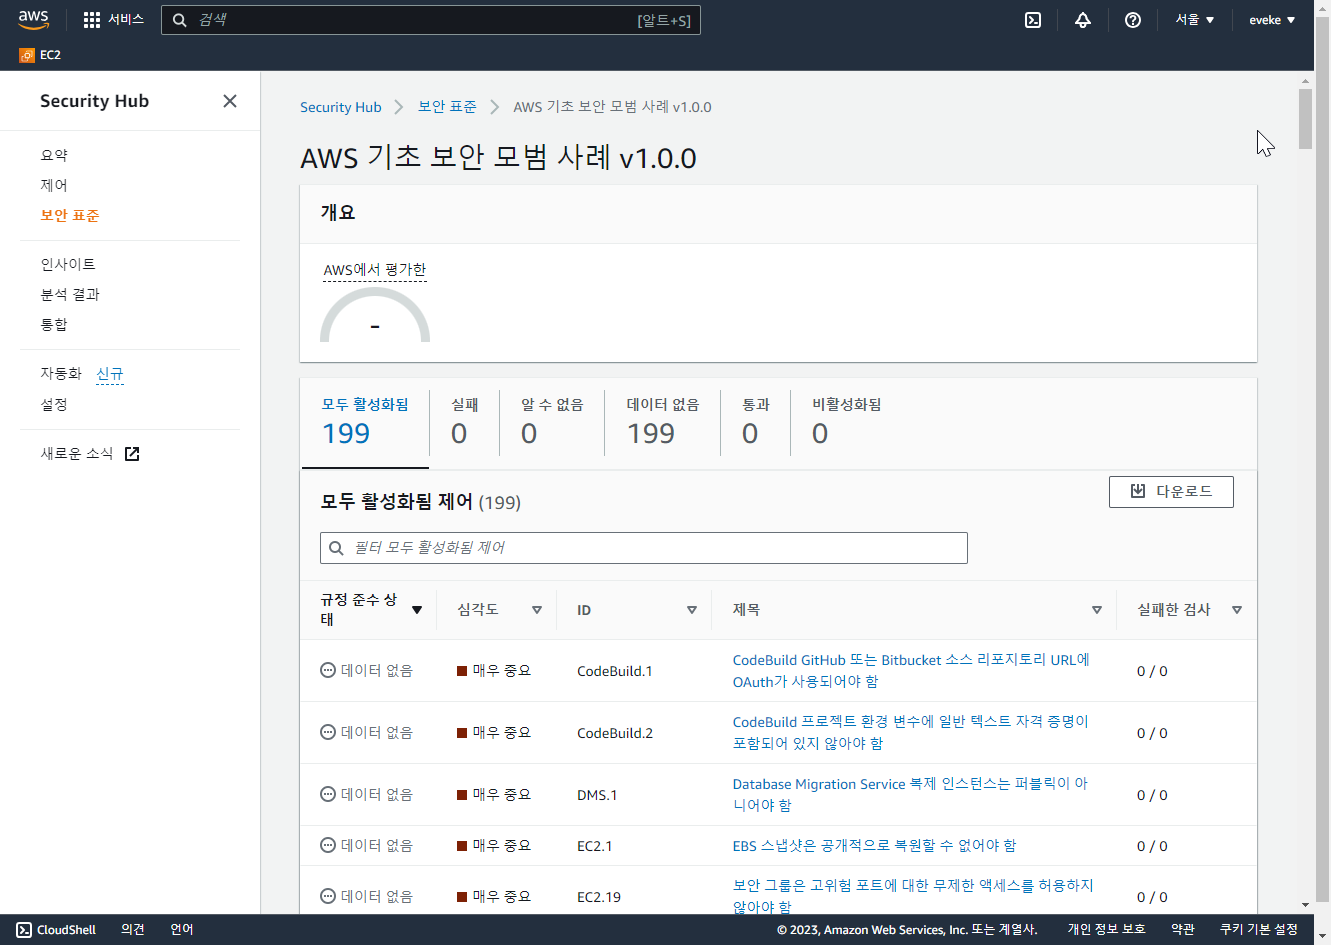 aws
서비스
검색
[알트+S]
서울 ▼
eveke ▼
EC2
Security Hub
요약
제어
보안 표준
인사이트
분석 결과
통합
자동화 신규
설정
새로운 소식
Security Hub
보안 표준
AWS 기초 보안 모범 사례 v1.0.0
AWS 기초 보안 모범 사례 v1.0.0
개요
AWS에서 평가한
-
모두 활성화됨
199
실패
0
알 수 없음
0
데이터 없음
199
통과
0
비활성화됨
0
모두 활성화됨 제어 (199)
다운로드
필터 모두 활성화됨 제어
규정 준수 상
태
심각도
ID
제목
실패한 검사
데이터 없음
매우 중요
CodeBuild.1
CodeBuild GitHub 또는 Bitbucket 소스 리포지토리 URL에
OAuth가 사용되어야 함
0 / 0
데이터 없음
매우 중요
CodeBuild.2
CodeBuild 프로젝트 환경 변수에 일반 텍스트 자격 증명이
포함되어 있지 않아야 함
0 / 0
데이터 없음
매우 중요
DMS.1
Database Migration Service 복제 인스턴스는 퍼블릭이 아
니어야 함
0 / 0
데이터 없음
매우 중요
EC2.1
EBS 스냅샷은 공개적으로 복원할 수 없어야 함
0 / 0
데이터 없음
매우 중요
EC2.19
보안 그룹은 고위험 포트에 대한 무제한 액세스를 허용하지
않아야 함
0 / 0
CloudShell
의견
언어
© 2023, Amazon Web Services, Inc. 또는 계열사.
개인 정보 보호
약관
쿠키 기본 설정